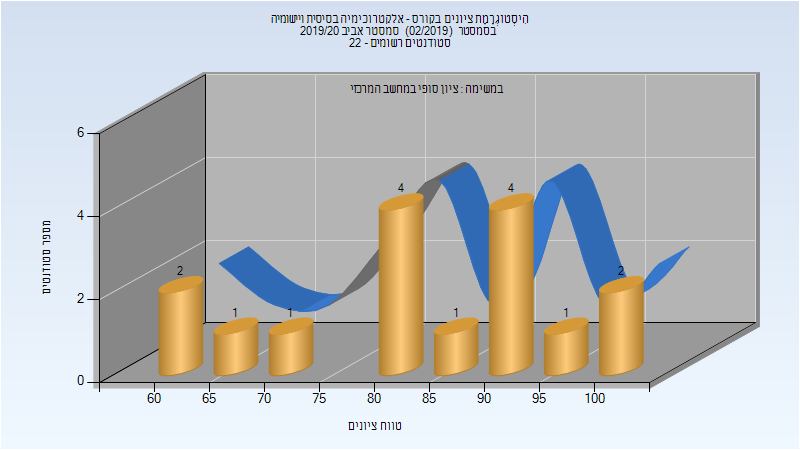 היסטוגרמת ציונים בקורס - אלקטרוכימיה בסיסית ויישומיה
בסמסטר (02/2019) סמסטר אביב 2019/20
סטודנטים רשומים - 22
במשימה : ציון סופי במחשב המרכזי
6
4
2
0
מספר סטודנטים
2
1
1
4
1
4
1
2
60 65 70 75 80 85 90 95 100
טווח ציונים